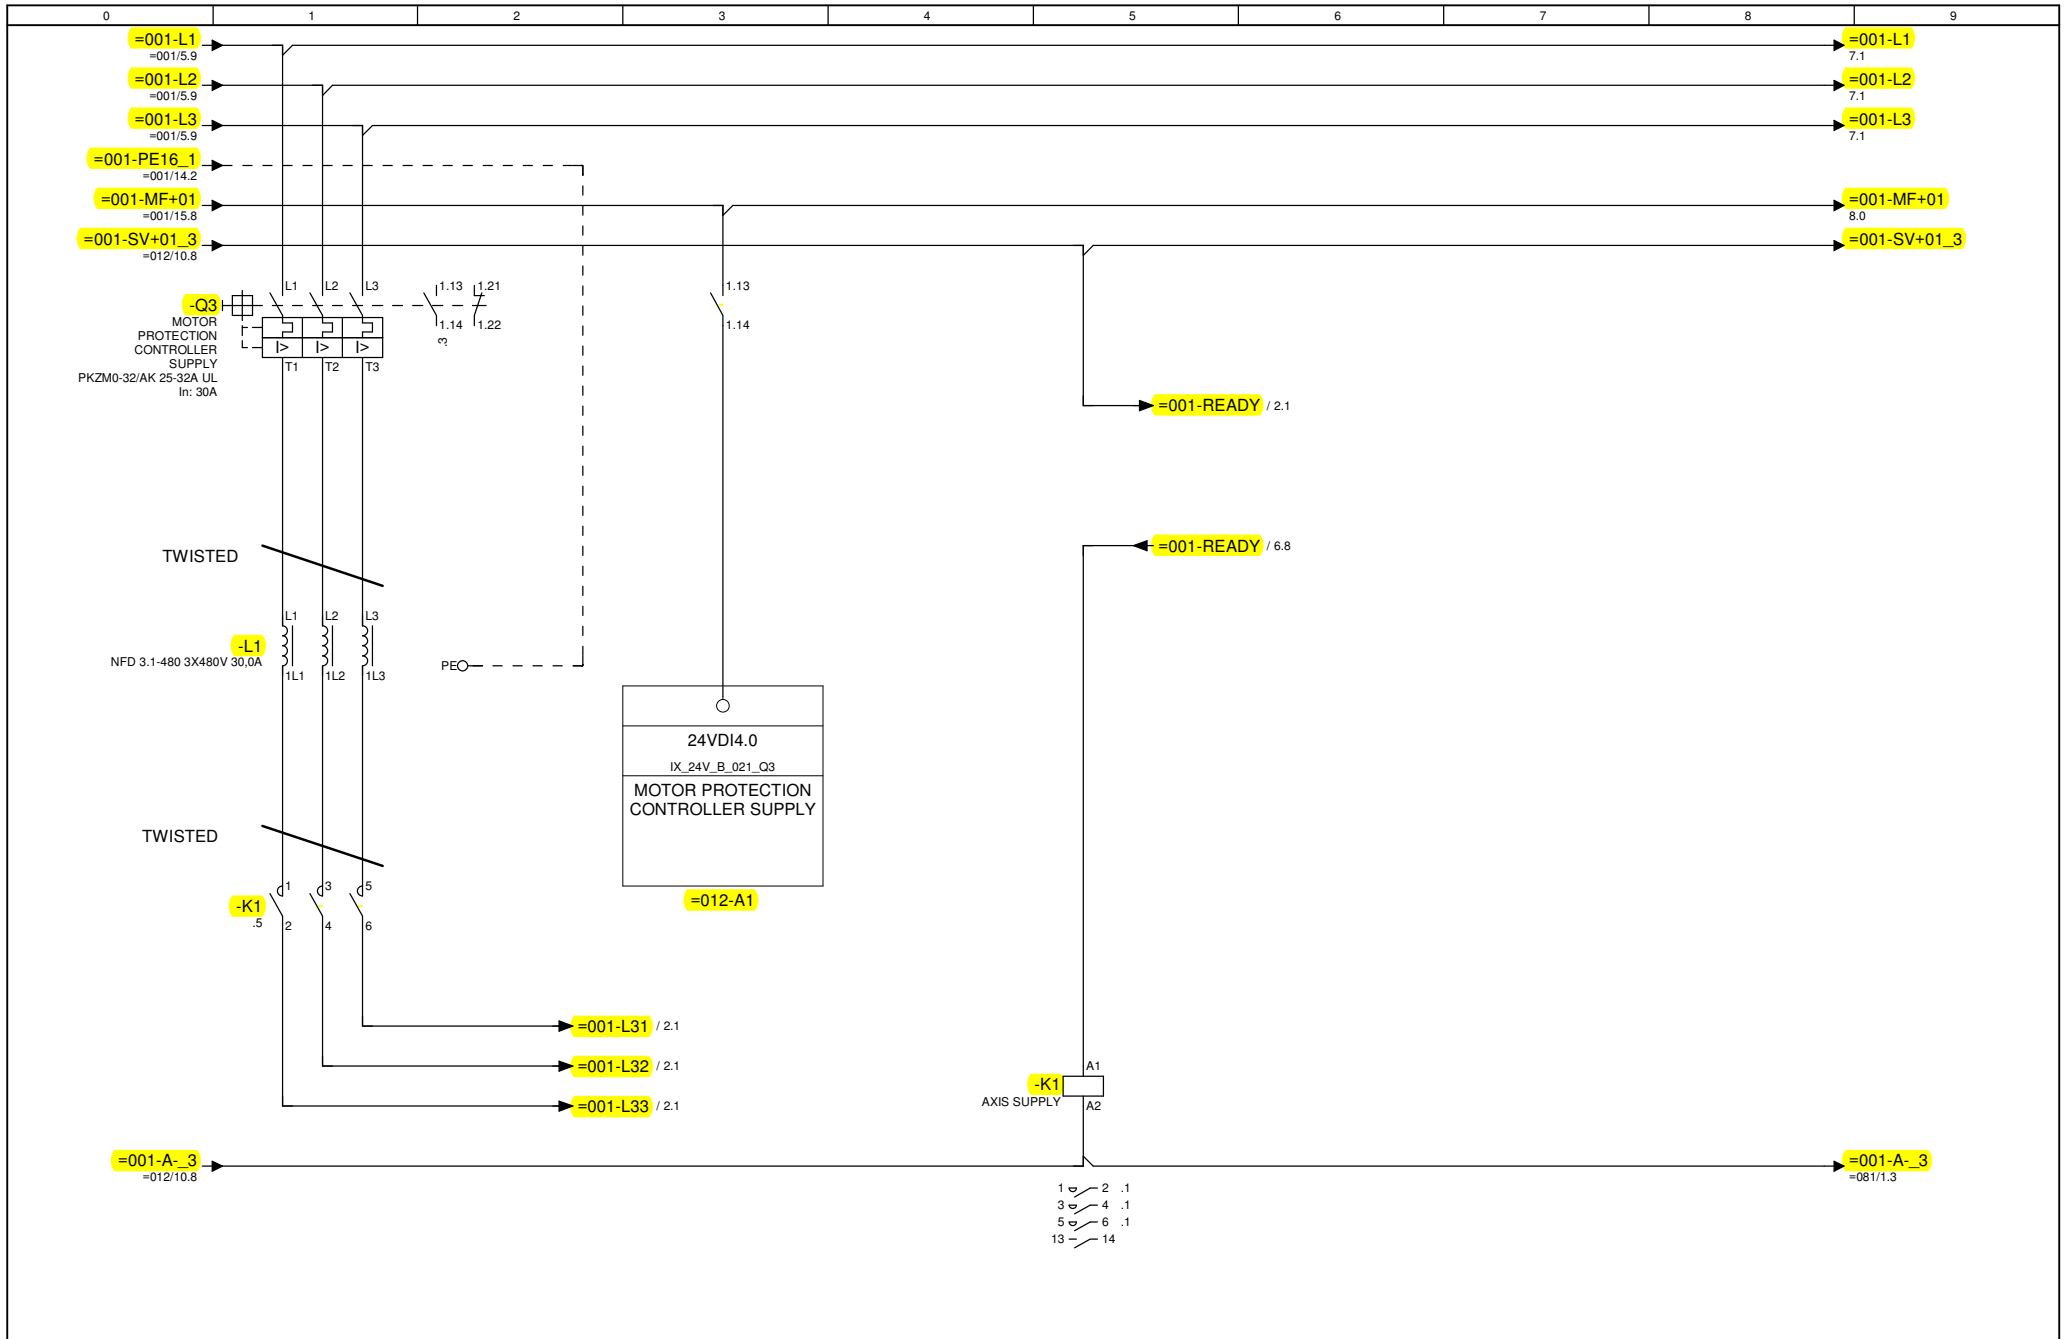 0 1 2 3 4 5 6 7 8 9
=001-L1 =001-L1
=001/5.9 7.1
=001-L2 =001-L2
=001/5.9 7.1
=001-L3 =001-L3
=001/5.9 7.1
=001-PE16_1
=001/14.2
=001-MF+01 =001-MF+01
=001/15.8 8.0
=001-SV+01_3 =001-SV+01_3
=012/10.8
L1 L2 L3 1.13 1.21 1.13
-Q3
MOTOR
PROTECTION
CONTROLLER
SUPPLY
PKZM0-32/AK 25-32A UL
In: 30A
1.14 1.22 1.14
.3
I> I> I>
T1 T2 T3
=001-READY / 2.1
TWISTED
=001-READY / 6.8
L1 L2 L3
-L1
NFD 3.1-480 3X480V 30,0A
1L1 1L2 1L3
PE
24VDI4.0
IX_24V_B_021_Q3
MOTOR PROTECTION
CONTROLLER SUPPLY
=012-A1
TWISTED
1 3 5
-K1
.5
2 4 6
=001-L31 / 2.1
=001-L32 / 2.1
=001-L33 / 2.1
A1
-K1
AXIS SUPPLY
A2
=001-A-_3 =001-A-_3
=012/10.8 =081/1.3
1 2 .1
3 4 .1
5 6 .1
13 14